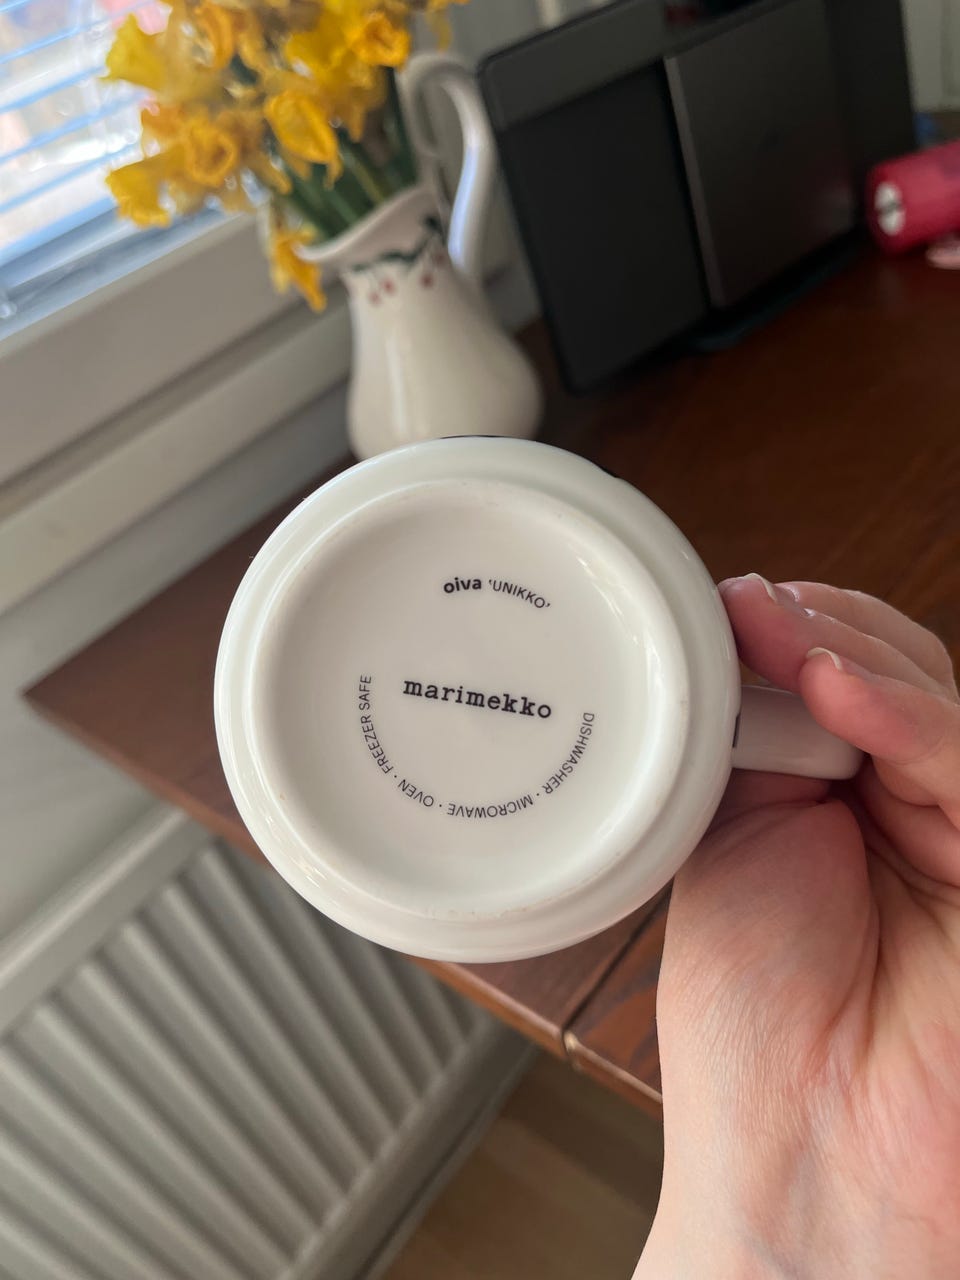 oiva 'UNIKKO'
marimekko
DISHWASHER · MICROWAVE · OVEN · FREEZER SAFE